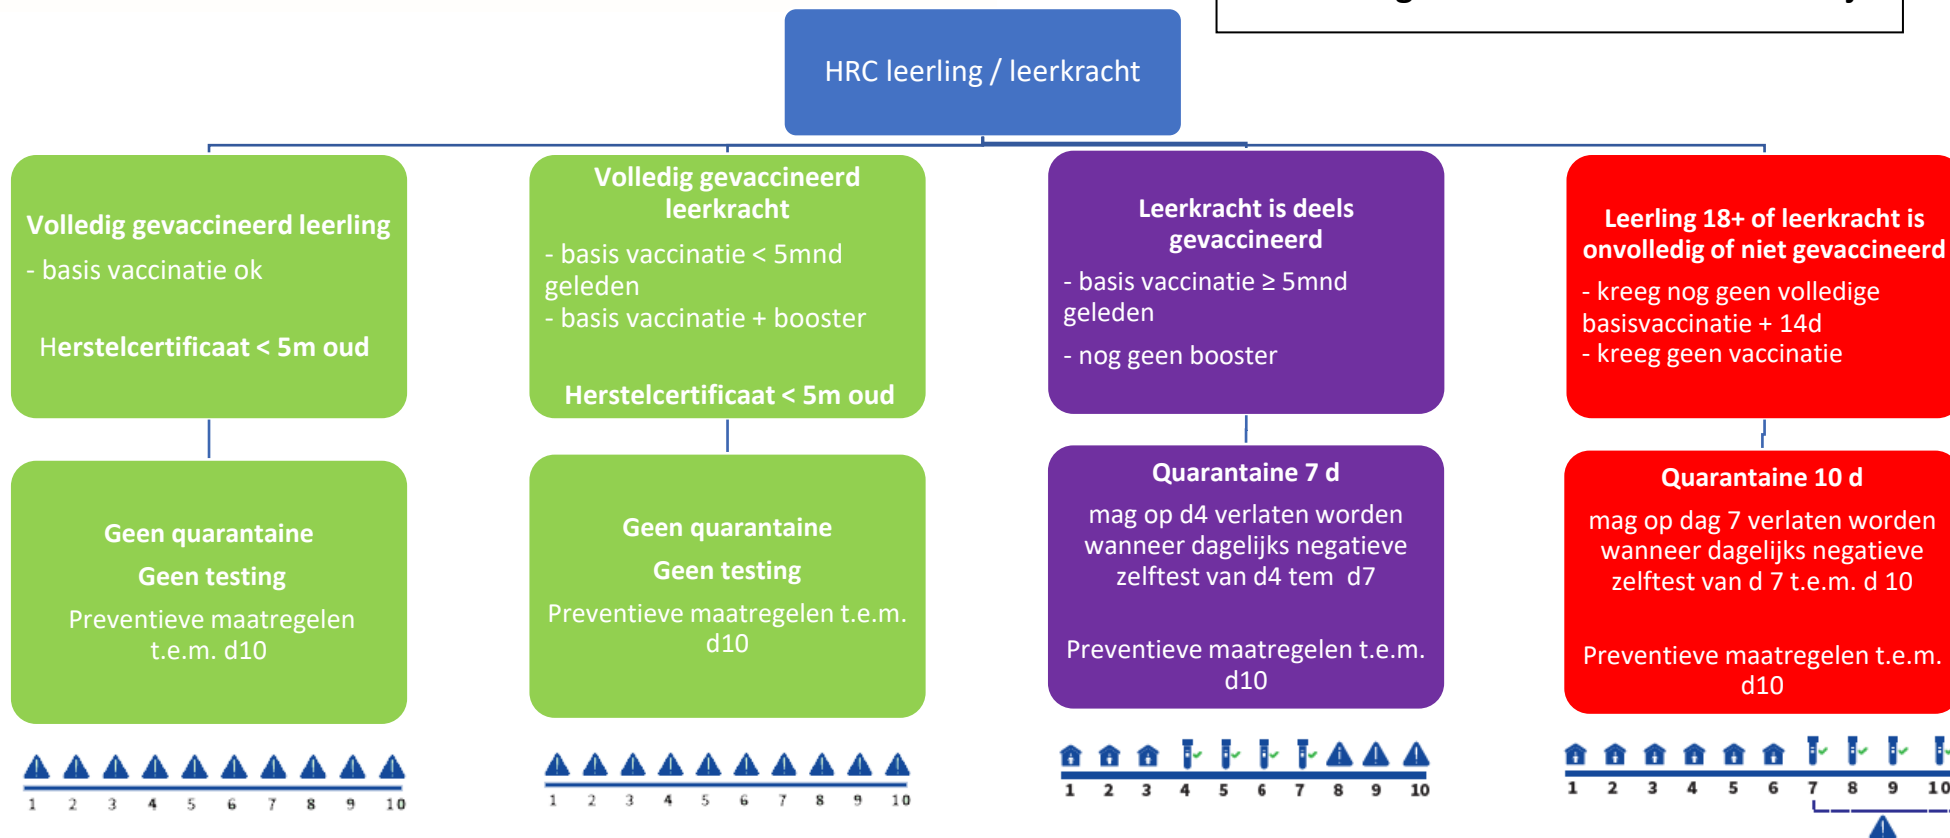 HRC leerling / leerkracht
Volledig gevaccineerd leerling
- basis vaccinatie ok
Herstelcertificaat < 5m oud
Volledig gevaccineerd
leerkracht
- basis vaccinatie < 5mnd
geleden
- basis vaccinatie + booster
Herstelcertificaat < 5m oud
Leerkracht is deels
gevaccineerd
- basis vaccinatie ≥ 5mnd
geleden
- nog geen booster
Leerling 18+ of leerkracht is
onvolledig of niet gevaccineerd
- kreeg nog geen volledige
basisvaccinatie + 14d
- kreeg geen vaccinatie
Geen quarantaine
Geen testing
Preventieve maatregelen
t.e.m. d10
Geen quarantaine
Geen testing
Preventieve maatregelen t.e.m.
d10
Quarantaine 7 d
mag op d4 verlaten worden
wanneer dagelijks negatieve
zelftest van d4 tem d7
Preventieve maatregelen t.e.m.
d10
Quarantaine 10 d
mag op dag 7 verlaten worden
wanneer dagelijks negatieve
zelftest van d 7 t.e.m. d 10
Preventieve maatregelen t.e.m.
d10
1 2 3 4 5 6 7 8 9 10
1 2 3 4 5 6 7 8 9 10
1 2 3 4 5 6 7 8 9 10
1 2 3 4 5 6 7 8 9 10